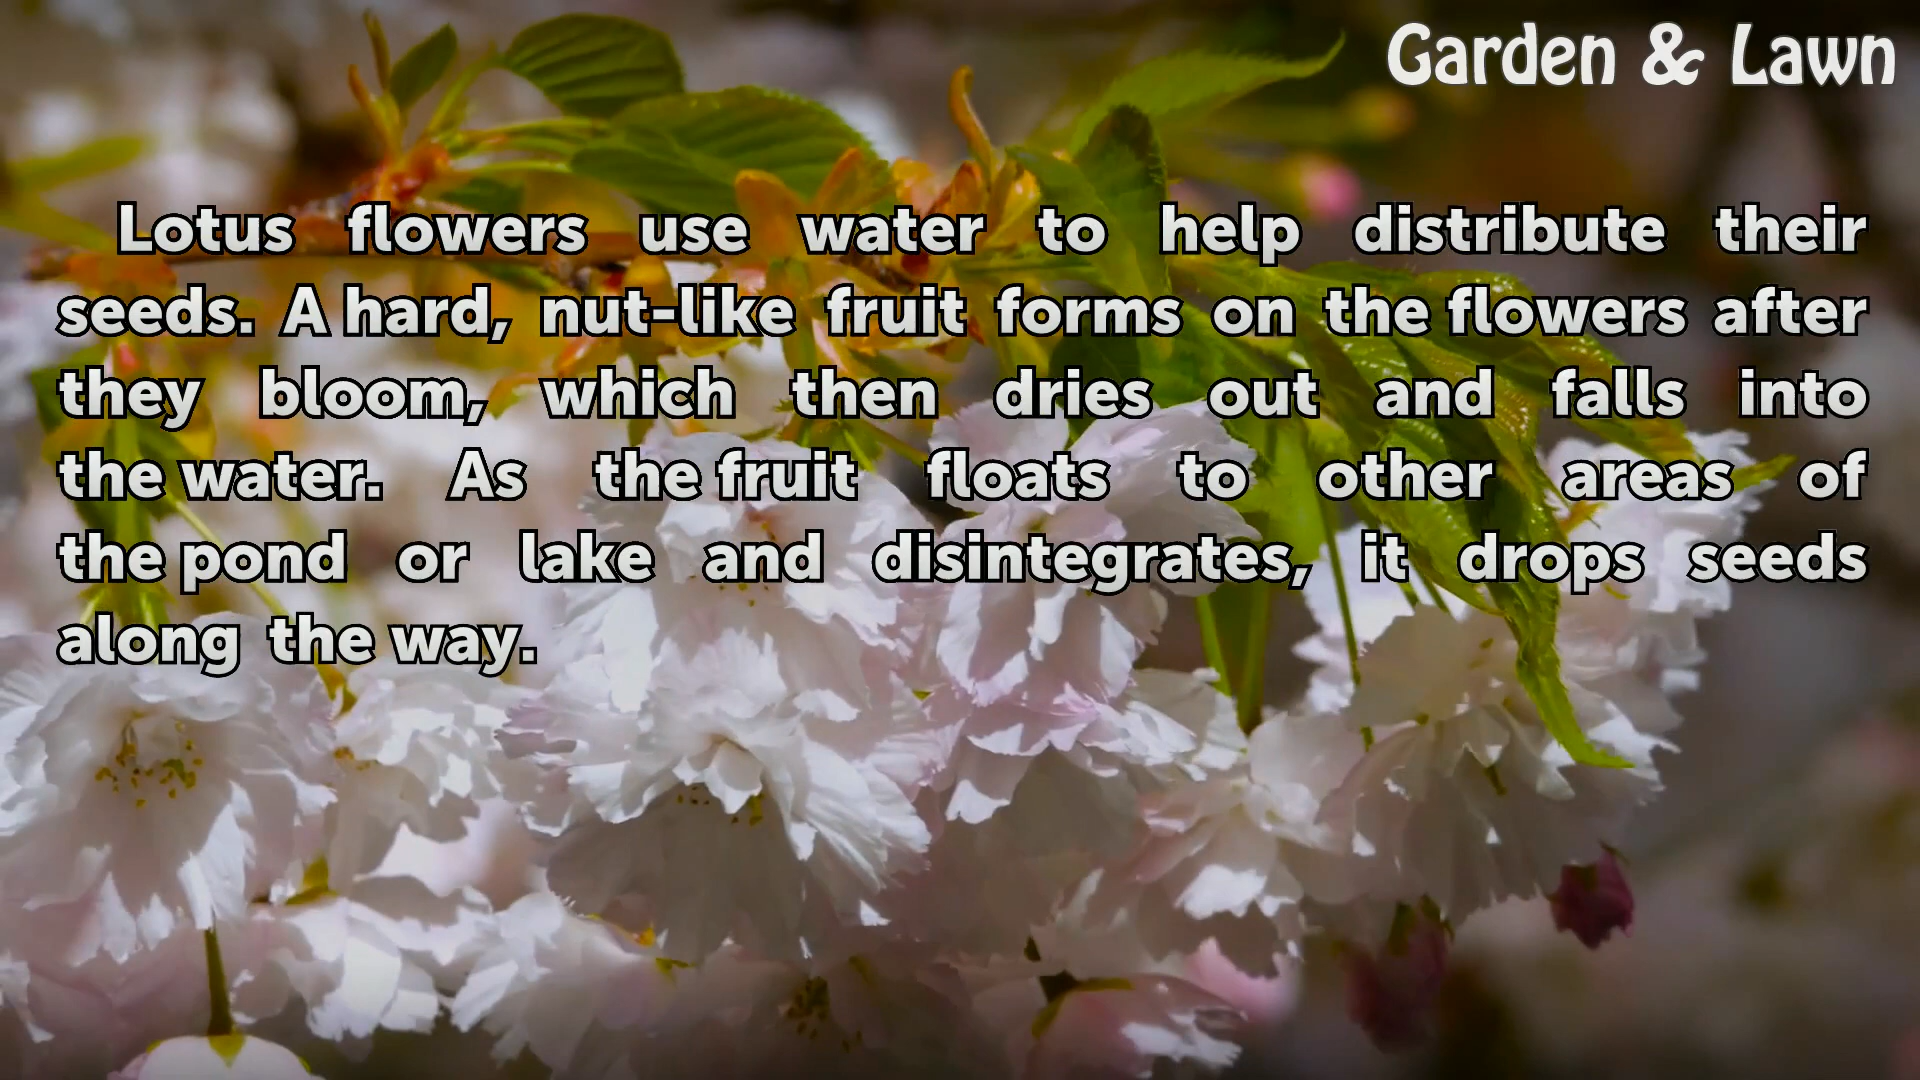 Garden & Lawn
Lotus flowers use water to help distribute their
seeds. A hard, nut-like fruit forms on the flowers after
they bloom, which then dries out and falls into
the water. As the fruit floats to other areas of
the pond or lake and disintegrates, it drops seeds
along the way.